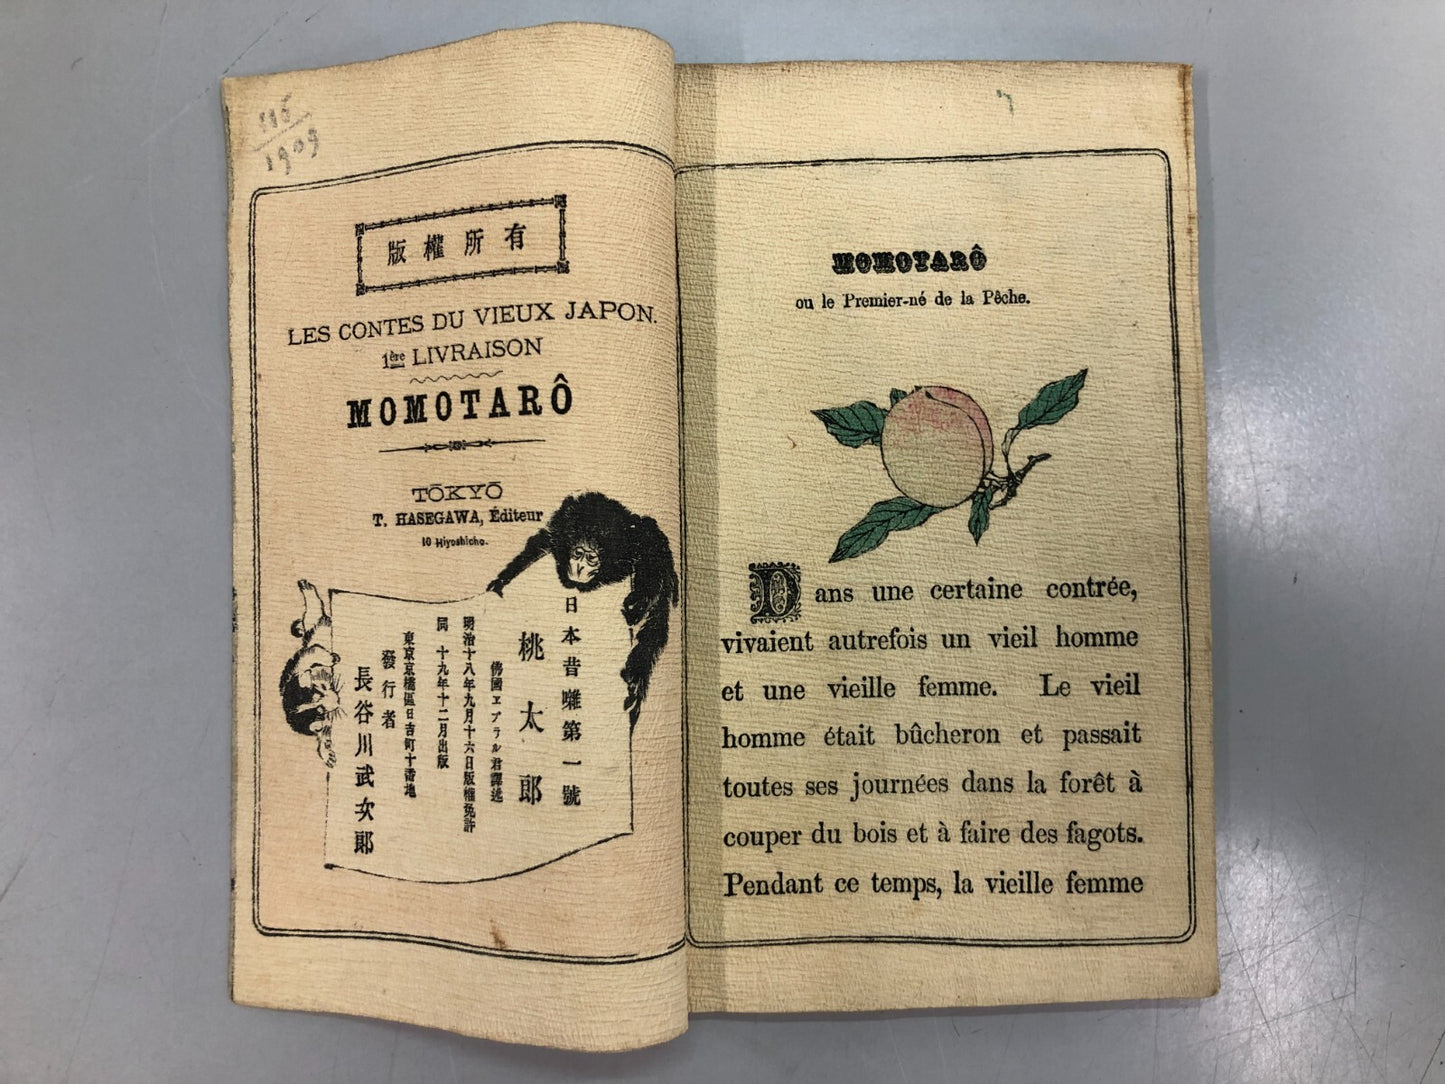 116
1909
版權所有
LES CONTES DU VIEUX JAPON.
1ère LIVRAISON
MOMOTARÔ
TŌKYŌ
T. HASEGAWA, Éditeur
10 Hiyoshicho.
日本昔噺第一號
桃太郎
佛國エブラル君譯述
明治十八年九月十六日版權免許
同十九年十二月出版
東京京橋區日吉町十番地
發行者
長谷川武次郎
MOMOTARÔ
ou le Premier-né de la Pêche.
Dans une certaine contrée,
vivaient autrefois un vieil homme
et une vieille femme. Le vieil
homme était bûcheron et passait
toutes ses journées dans la forêt à
couper du bois et à faire des fagots.
Pendant ce temps, la vieille femme